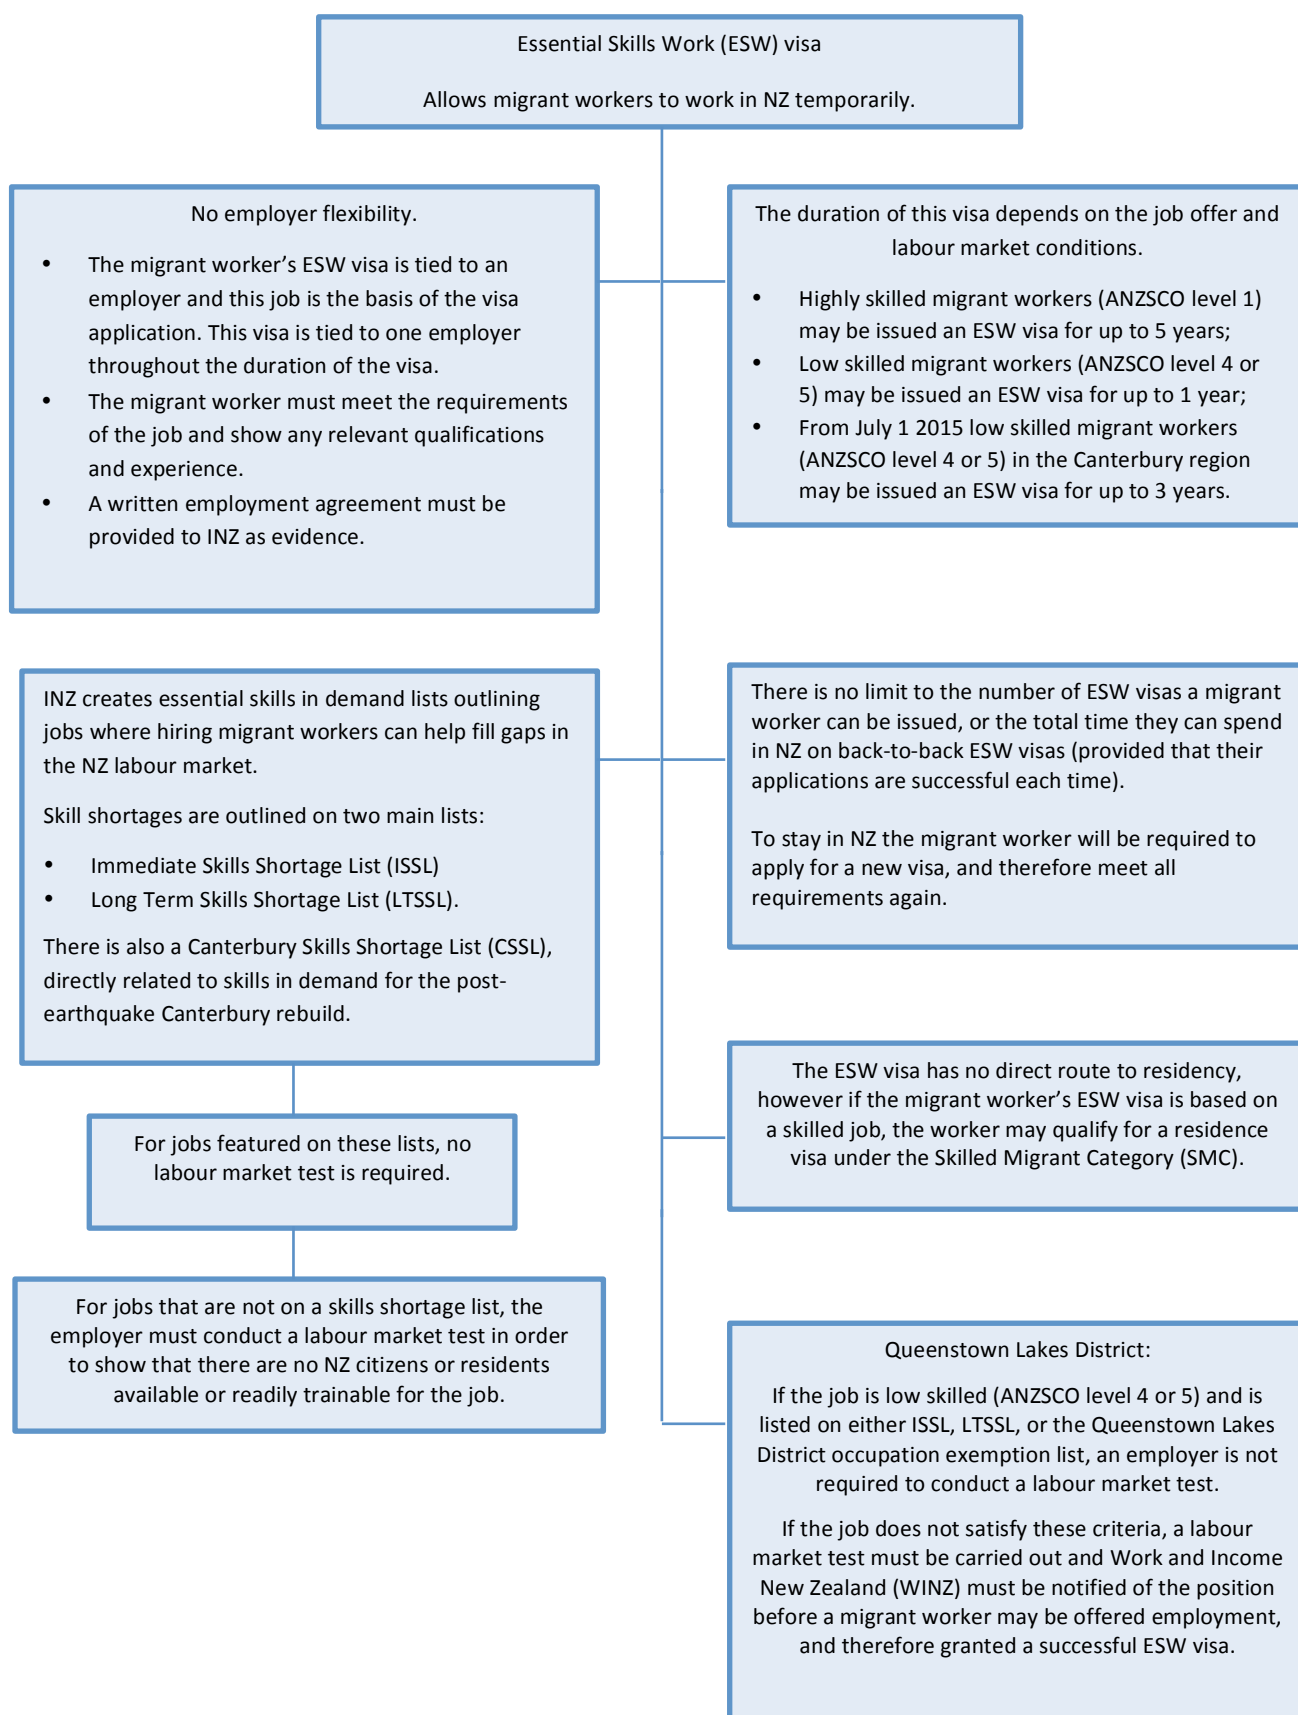 Essential Skills Work (ESW) visa
Allows migrant workers to work in NZ temporarily.
No employer flexibility.
• The migrant worker's ESW visa is tied to an
employer and this job is the basis of the visa
application. This visa is tied to one employer
throughout the duration of the visa.
• The migrant worker must meet the requirements
of the job and show any relevant qualifications
and experience.
• A written employment agreement must be
provided to INZ as evidence.
The duration of this visa depends on the job offer and
labour market conditions.
• Highly skilled migrant workers (ANZSCO level 1)
may be issued an ESW visa for up to 5 years;
• Low skilled migrant workers (ANZSCO level 4 or
5) may be issued an ESW visa for up to 1 year;
• From July 1 2015 low skilled migrant workers
(ANZSCO level 4 or 5) in the Canterbury region
may be issued an ESW visa for up to 3 years.
INZ creates essential skills in demand lists outlining
jobs where hiring migrant workers can help fill gaps in
the NZ labour market.
Skill shortages are outlined on two main lists:
• Immediate Skills Shortage List (ISSL)
• Long Term Skills Shortage List (LTSSL).
There is also a Canterbury Skills Shortage List (CSSL),
directly related to skills in demand for the post-
earthquake Canterbury rebuild.
There is no limit to the number of ESW visas a migrant
worker can be issued, or the total time they can spend
in NZ on back-to-back ESW visas (provided that their
applications are successful each time).
To stay in NZ the migrant worker will be required to
apply for a new visa, and therefore meet all
requirements again.
For jobs featured on these lists, no
labour market test is required.
The ESW visa has no direct route to residency,
however if the migrant worker's ESW visa is based on
a skilled job, the worker may qualify for a residence
visa under the Skilled Migrant Category (SMC).
For jobs that are not on a skills shortage list, the
employer must conduct a labour market test in order
to show that there are no NZ citizens or residents
available or readily trainable for the job.
Queenstown Lakes District:
If the job is low skilled (ANZSCO level 4 or 5) and is
listed on either ISSL, LTSSL, or the Queenstown Lakes
District occupation exemption list, an employer is not
required to conduct a labour market test.
If the job does not satisfy these criteria, a labour
market test must be carried out and Work and Income
New Zealand (WINZ) must be notified of the position
before a migrant worker may be offered employment,
and therefore granted a successful ESW visa.